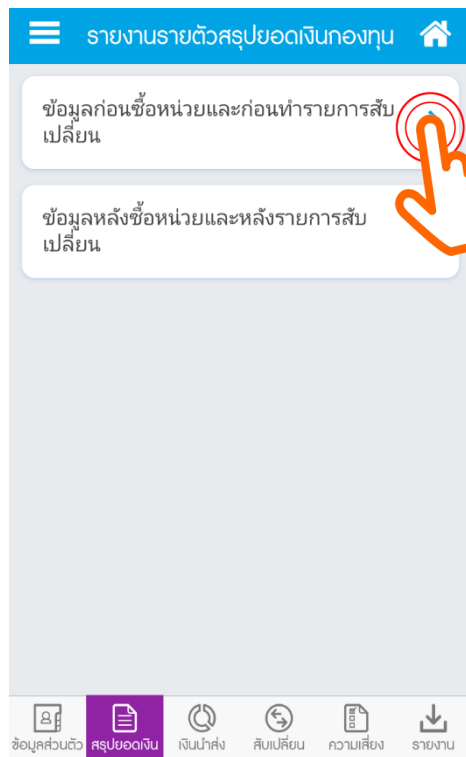 รายงานรายตัวสรุปยอดเงินกองทุน
ข้อมูลก่อนซื้อหน่วยและก่อนทำรายการสับ
เปลี่ยน
ข้อมูลหลังซื้อหน่วยและหลังรายการสับ
เปลี่ยน
ข้อมูลส่วนตัว สรุปยอดเงิน เงินนำส่ง สับเปลี่ยน ความเสี่ยง รายงาน